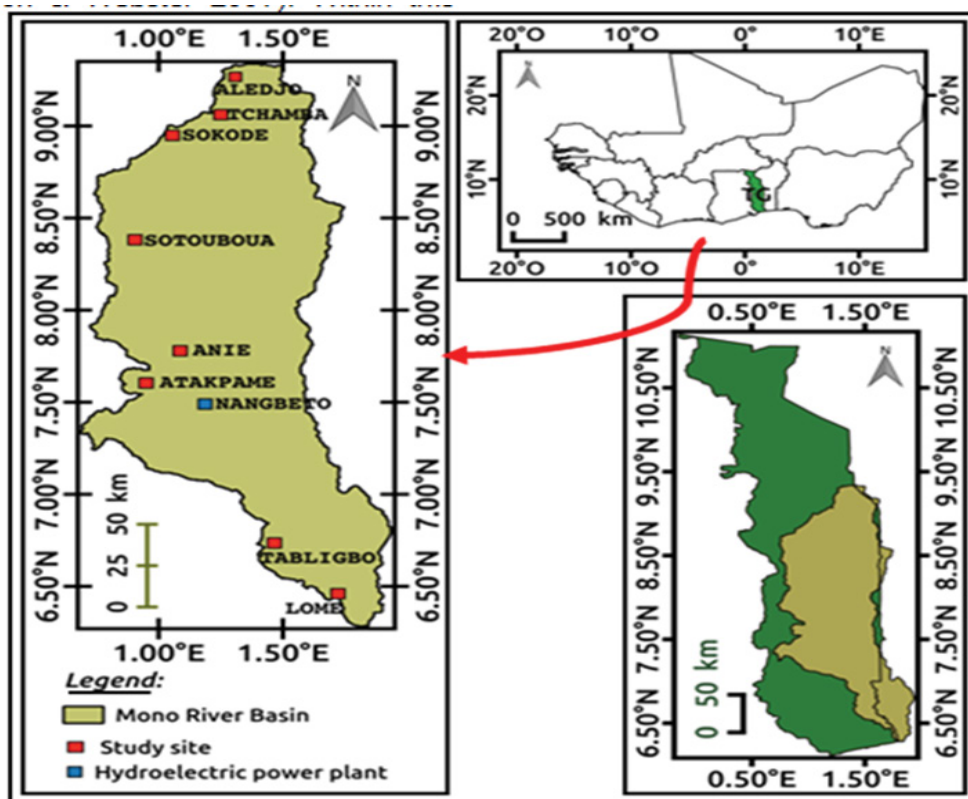 1.00°E 1.50°E
N
ALEDJO
TCHAMBA
SOKODE
SOTOUBOUA
ANIE
ATAKPAME
NANGBETO
TABLIGBO
LOME
9.00°N
8.50°N
8.00°N
7.50°N
7.00°N
6.50°N
9.00°N
8.50°N
8.00°N
7.50°N
7.00°N
6.50°N
0 25 50 km
1.00°E 1.50°E
Legend:
Mono River Basin
Study site
Hydroelectric power plant
20°O 10°O 0° 10°E
N
20°N
10°N
20°N
10°N
TG
0 500 km
20°O 10°O 0° 10°E
0.50°E 1.50°E
N
10.50°N
9.50°N
8.50°N
7.50°N
6.50°N
10.50°N
9.50°N
8.50°N
7.50°N
6.50°N
0 50 km
0.50°E 1.50°E